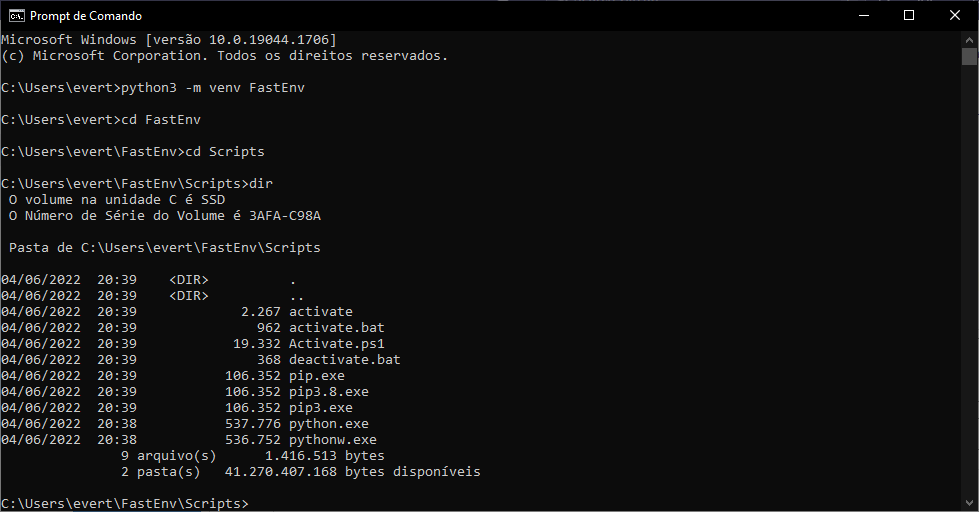 Prompt de Comando
Microsoft Windows [versão 10.0.19044.1706]
(c) Microsoft Corporation. Todos os direitos reservados.
C:\Users\evert>python3 -m venv FastEnv
C:\Users\evert>cd FastEnv
C:\Users\evert\FastEnv>cd Scripts
C:\Users\evert\FastEnv\Scripts>dir
O volume na unidade C é SSD
O Número de Série do Volume é 3AFA-C98A
Pasta de C:\Users\evert\FastEnv\Scripts
04/06/2022  20:39    <DIR>          .
04/06/2022  20:39    <DIR>          ..
04/06/2022  20:39             2.267 activate
04/06/2022  20:39               962 activate.bat
04/06/2022  20:39            19.332 Activate.ps1
04/06/2022  20:39               368 deactivate.bat
04/06/2022  20:39           106.352 pip.exe
04/06/2022  20:39           106.352 pip3.8.exe
04/06/2022  20:39           106.352 pip3.exe
04/06/2022  20:38           537.776 python.exe
04/06/2022  20:38           536.752 pythonw.exe
9 arquivo(s)      1.416.513 bytes
2 pasta(s)   41.270.407.168 bytes disponíveis
C:\Users\evert\FastEnv\Scripts>